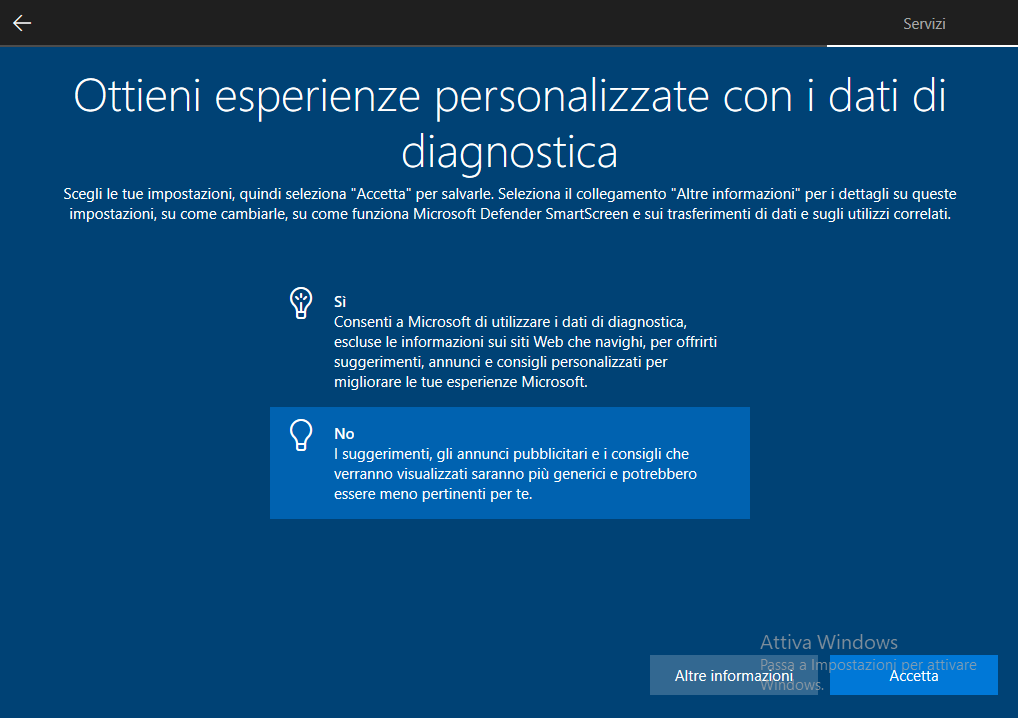 Servizi
Ottieni esperienze personalizzate con i dati di
diagnostica
Scegli le tue impostazioni, quindi seleziona "Accetta" per salvarle. Seleziona il collegamento "Altre informazioni" per i dettagli su queste
impostazioni, su come cambiarle, su come funziona Microsoft Defender SmartScreen e sui trasferimenti di dati e sugli utilizzi correlati.
Sì
Consenti a Microsoft di utilizzare i dati di diagnostica,
escluse le informazioni sui siti Web che navighi, per offrirti
suggerimenti, annunci e consigli personalizzati per
migliorare le tue esperienze Microsoft.
No
I suggerimenti, gli annunci pubblicitari e i consigli che
verranno visualizzati saranno più generici e potrebbero
essere meno pertinenti per te.
Attiva Windows
Passa a Impostazioni per attivare
Windows.
Altre informazioni
Accetta